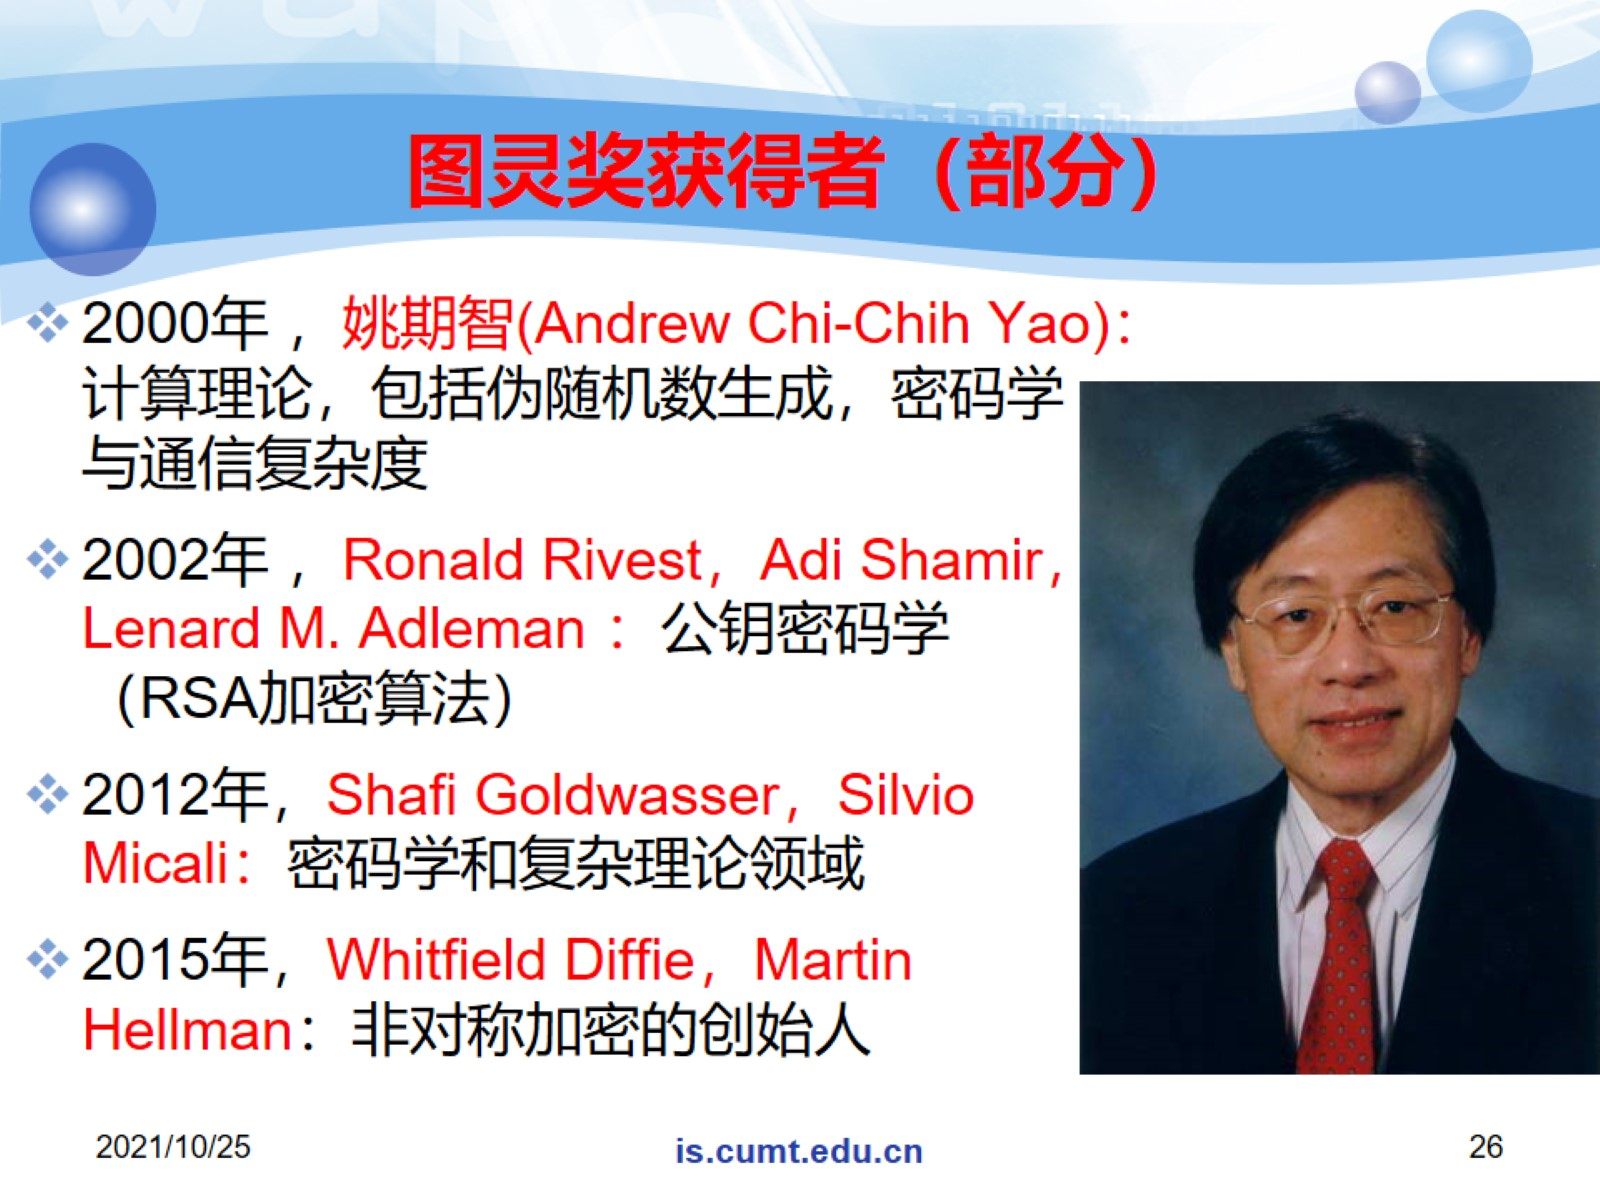 图灵奖获得者（部分）
2000年 ，姚期智(Andrew Chi-Chih Yao)：
计算理论，包括伪随机数生成，密码学
与通信复杂度
2002年 ，Ronald Rivest，Adi Shamir，
Lenard M. Adleman ：公钥密码学
（RSA加密算法）
2012年，Shafi Goldwasser，Silvio
Micali：密码学和复杂理论领域
2015年，Whitfield Diffie，Martin
Hellman：非对称加密的创始人
2021/10/25
is.cumt.edu.cn
26